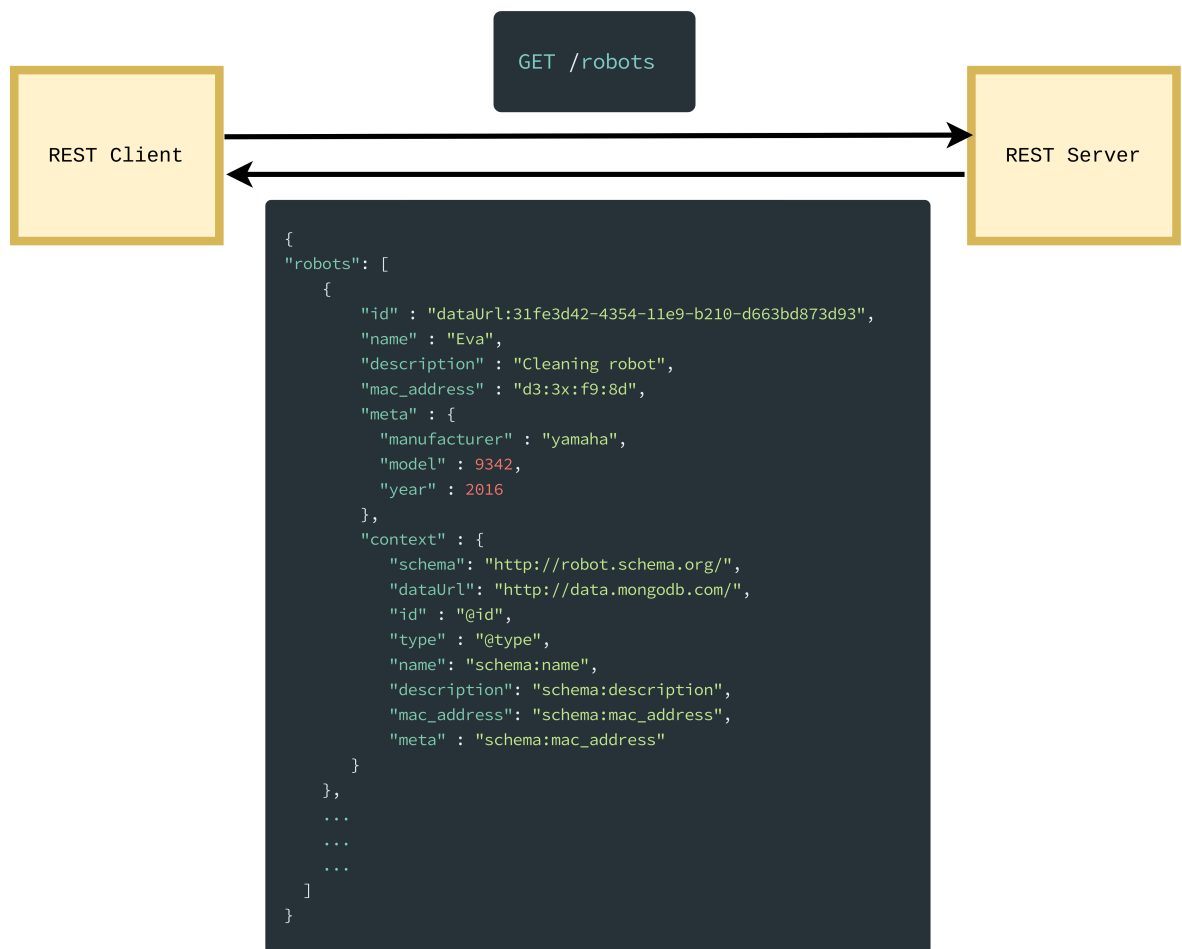 GET /robots
REST Client
REST Server
{
"robots": [
    {
        "id" : "dataUrl:31fe3d42-4354-11e9-b210-d663bd873d93",
        "name" : "Eva",
        "description" : "Cleaning robot",
        "mac_address" : "d3:3x:f9:8d",
        "meta" : {
          "manufacturer" : "yamaha",
          "model" : 9342,
          "year" : 2016
        },
        "context" : {
           "schema": "http://robot.schema.org/",
           "dataUrl": "http://data.mongodb.com/",
           "id" : "@id",
           "type" : "@type",
           "name": "schema:name",
           "description": "schema:description",
           "mac_address": "schema:mac_address",
           "meta" : "schema:mac_address"
       }
    },
    ...
    ...
    ...
  ]
}